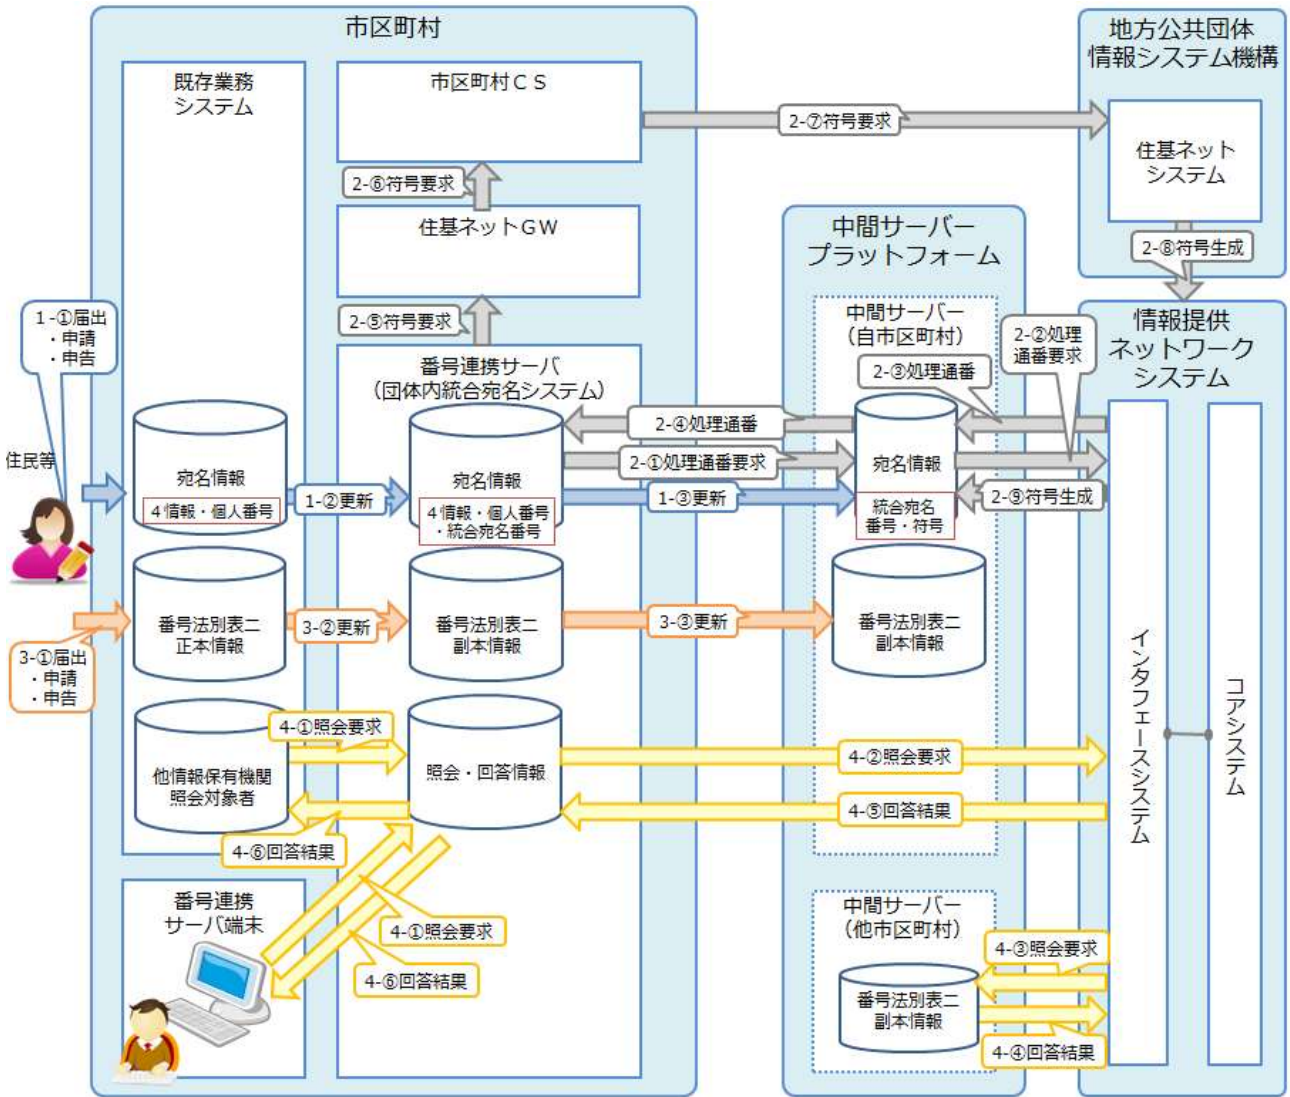 市区町村
既存業務
システム
市区町村ＣＳ
2-⑥符号要求
住基ネットＧＷ
2-⑤符号要求
番号連携サーバ
（団体内統合宛名システム）
2-⑦符号要求
地方公共団体
情報システム機構
住基ネット
システム
2-⑧符号生成
中間サーバー
プラットフォーム
中間サーバー
（自市区町村）
情報提供
ネットワーク
システム
2-②処理
通番要求
2-③処理通番
2-④処理通番
2-①処理通番要求
2-⑨符号生成
1-①届出
・申請
・申告
住民等
宛名情報
４情報・個人番号
1-②更新
宛名情報
４情報・個人番号
・統合宛名番号
1-③更新
宛名情報
統合宛名
番号・符号
3-①届出
・申請
・申告
番号法別表二
正本情報
3-②更新
番号法別表二
副本情報
3-③更新
番号法別表二
副本情報
インタフェースシステム
コアシステム
他情報保有機関
照会対象者
4-①照会要求
照会・回答情報
4-②照会要求
4-⑤回答結果
4-⑥回答結果
番号連携
サーバ端末
4-①照会要求
4-⑥回答結果
中間サーバー
（他市区町村）
4-③照会要求
番号法別表二
副本情報
4-④回答結果